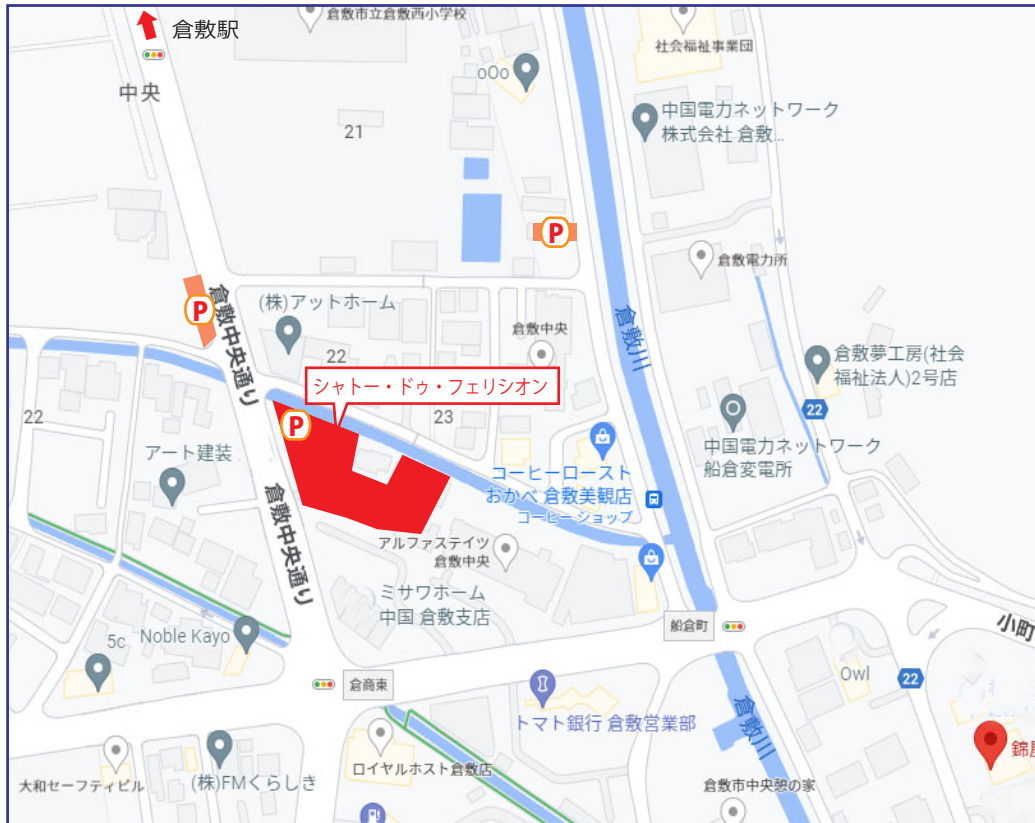 倉敷市立倉敷西小学校
倉敷駅
社会福祉事業団
oOo
中央
中国電力ネットワーク
株式会社 倉敷...
21
P
倉敷電力所
P
倉敷中央通り
(株)アットホーム
倉敷中央
倉敷川
22
倉敷夢工房(社会
福祉法人)2号店
シャトー・ドゥ・フェリシオン
22
P
23
22
アート建装
中国電力ネットワーク
船倉変電所
コーヒーロースト
おかべ 倉敷美観店
コーヒー ショップ
倉敷中央通り
アルファステイツ
倉敷中央
ミサワホーム
中国 倉敷支店
船倉町
小町
5c
Noble Kayo
Owl
22
倉商東
トマト銀行 倉敷営業部
倉敷川
錦
ロイヤルホスト倉敷店
大和セーフティビル
(株)FMくらしき
倉敷市中央憩の家